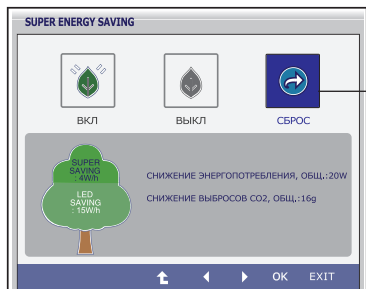 SUPER ENERGY SAVING
ВКЛ ВЫКЛ СБРОС
SUPER
SAVING
: 4W/h
LED
SAVING
: 15W/h
СНИЖЕНИЕ ЭНЕРГОПОТРЕБЛЕНИЯ, ОБЩ.:20W
СНИЖЕНИЕ ВЫБРОСОВ СО2, ОБЩ.:16g
OK EXIT